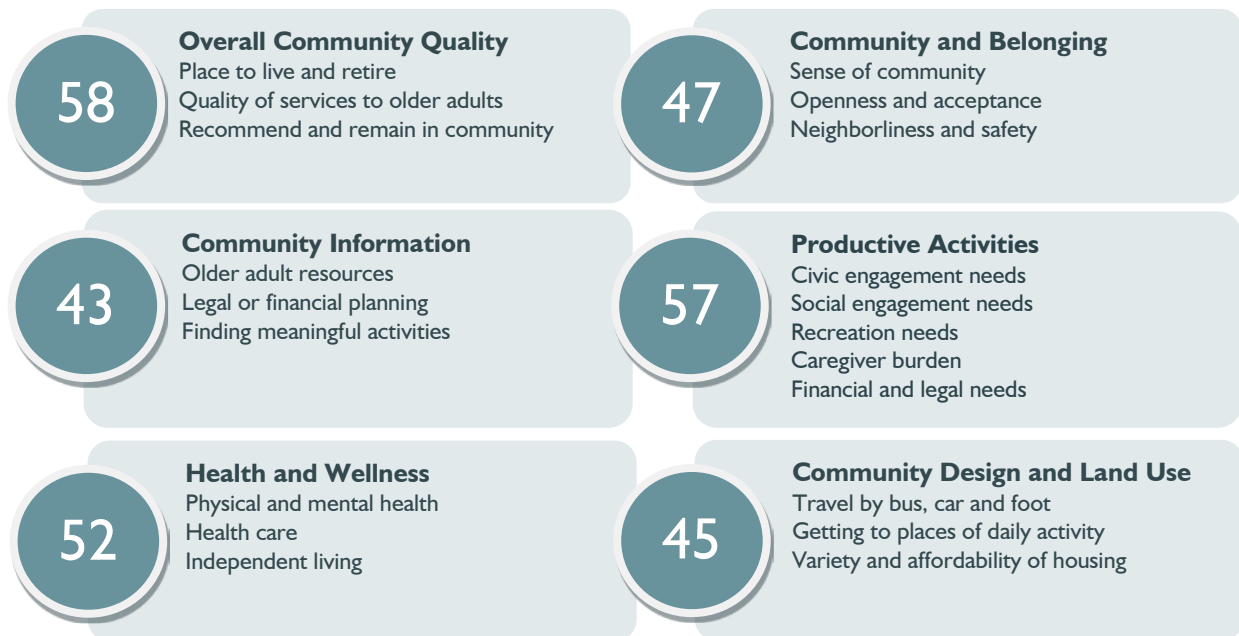 58
Overall Community Quality
Place to live and retire
Quality of services to older adults
Recommend and remain in community
47
Community and Belonging
Sense of community
Openness and acceptance
Neighborliness and safety
43
Community Information
Older adult resources
Legal or financial planning
Finding meaningful activities
57
Productive Activities
Civic engagement needs
Social engagement needs
Recreation needs
Caregiver burden
Financial and legal needs
52
Health and Wellness
Physical and mental health
Health care
Independent living
45
Community Design and Land Use
Travel by bus, car and foot
Getting to places of daily activity
Variety and affordability of housing